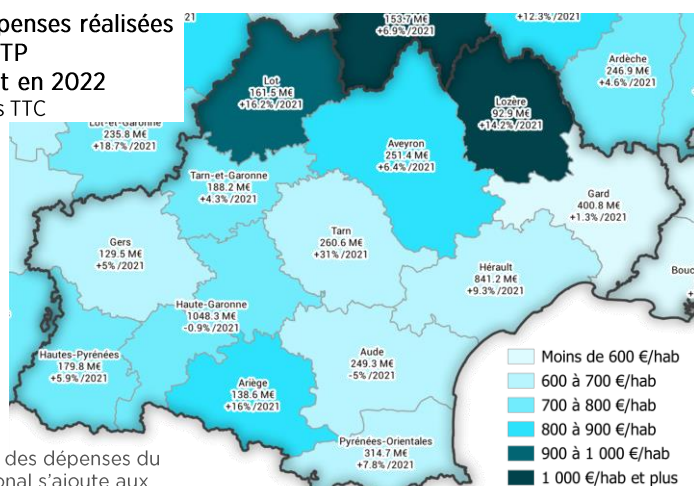 penses réalisées
TP
t en 2022
s TTC
153.7 M€
+6.9%/2021
+12.3%/2021
/2021
Ardèche
246.9 M€
+4.6%/2021
Lot
161.5 M€
+16.2%/2021
Lozère
92.9 M€
+14.2%/2021
Lot-et-Garonne
235.8 M€
+18.7%/2021
Aveyron
251.4 M€
+6.4%/2021
Tarn-et-Garonne
188.2 M€
+4.3%/2021
Gard
400.8 M€
+1.3%/2021
Gers
129.5 M€
+5%/2021
Tarn
260.6 M€
+31%/2021
Hérault
841.2 M€
+9.3%/2021
Bouc
+
Haute-Garonne
1048.3 M€
-0.9%/2021
Hautes-Pyrénées
179.8 M€
+5.9%/2021
Aude
249.3 M€
-5%/2021
Ariège
138.6 M€
+16%/2021
Pyrénées-Orientales
314.7 M€
+7.8%/2021
Moins de 600 €/hab
600 à 700 €/hab
700 à 800 €/hab
800 à 900 €/hab
900 à 1 000 €/hab
1 000 €/hab et plus
des dépenses du
onal s'ajoute aux